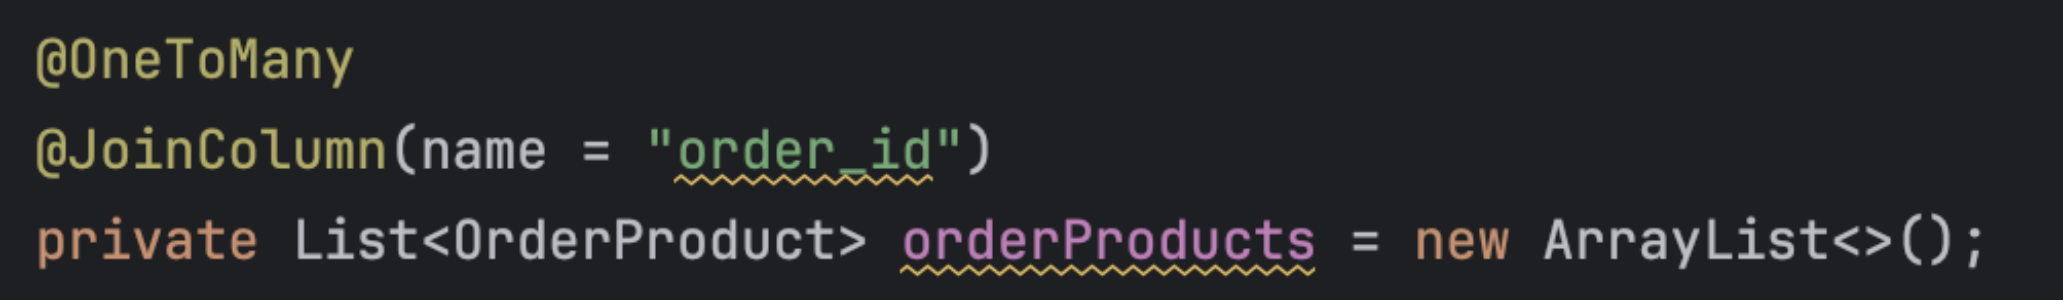 @OneToMany
@JoinColumn(name = "order_id")
private List<OrderProduct> orderProducts = new ArrayList<>();